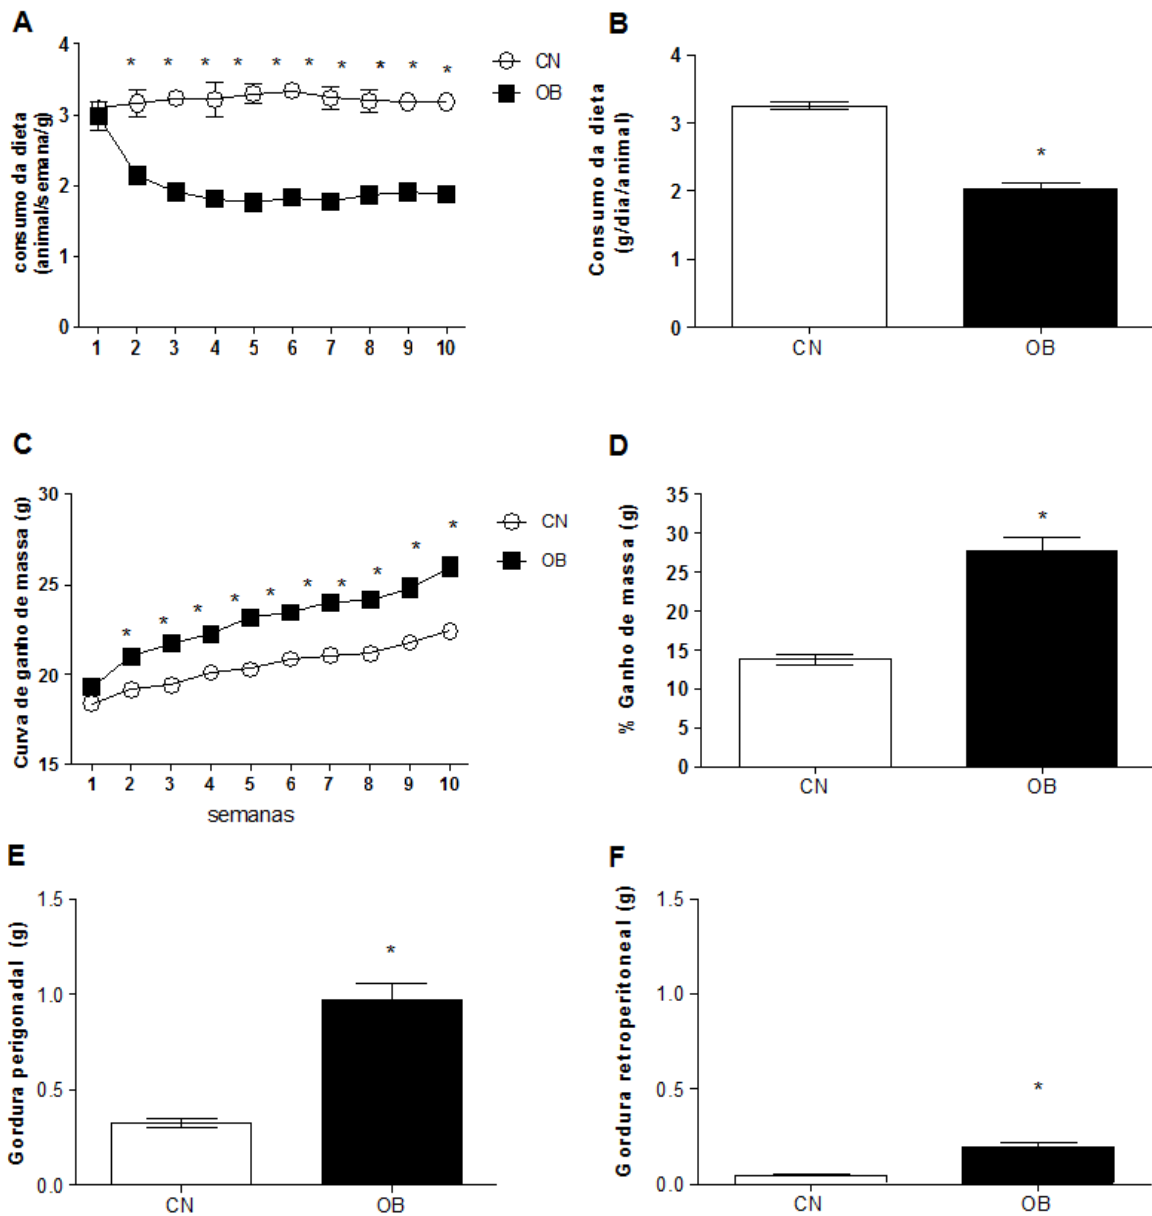 A
consumo da dieta
(animal/semana/g)
4
3
2
1
0
* * * * * * * * * *
1 2 3 4 5 6 7 8 9 10
CN
OB
B
Consumo da dieta
(g/dia/animal)
4
3
2
1
0
*
CN OB
C
Curva de ganho de massa (g)
30
25
20
15
* * * * * * * * * *
1 2 3 4 5 6 7 8 9 10
semanas
CN
OB
D
% Ganho de massa (g)
35
30
25
20
15
10
5
0
*
CN OB
E
Gordura perigonadal (g)
1.5
1.0
0.5
0.0
*
CN OB
F
Gordura retroperitoneal (g)
1.5
1.0
0.5
0.0
*
CN OB